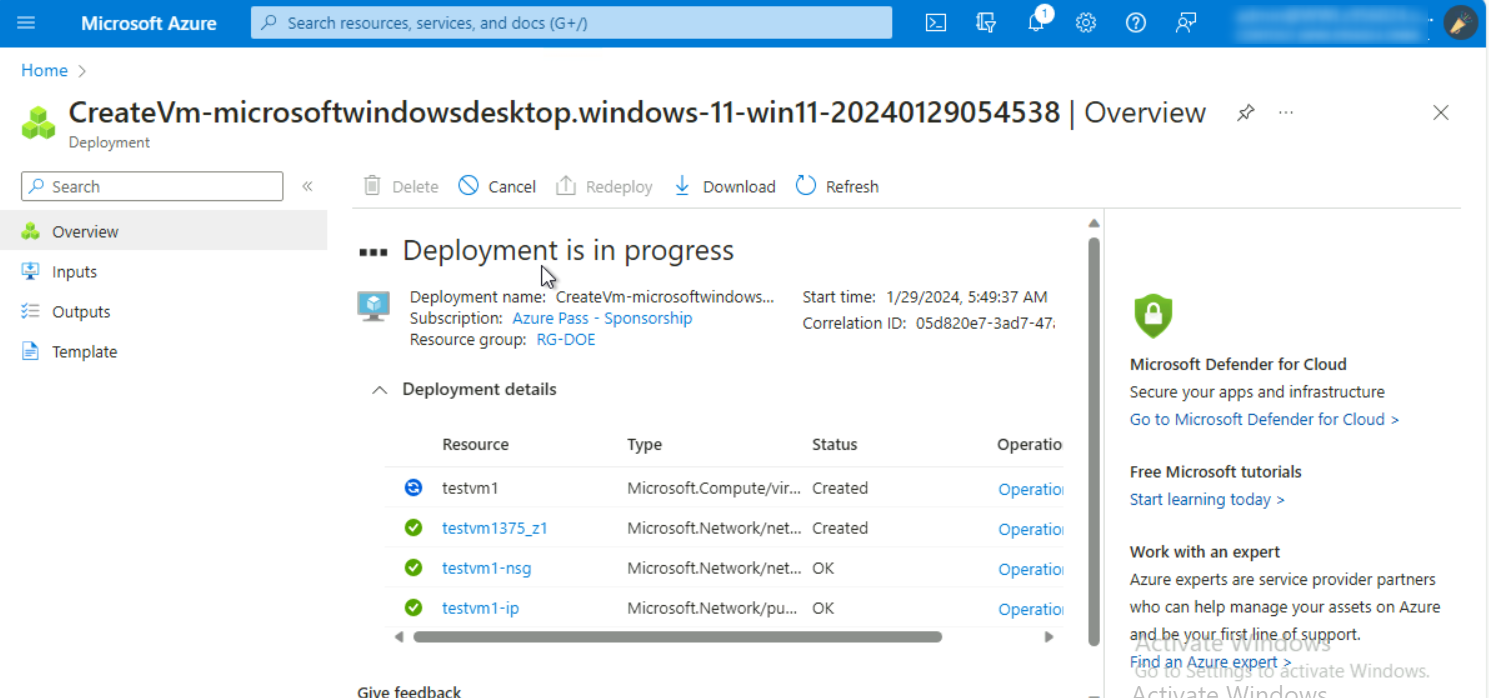 Microsoft Azure
Search resources, services, and docs (G+/)
1
Home
CreateVm-microsoftwindowsdesktop.windows-11-win11-20240129054538 | Overview
Deployment
Search
Delete Cancel Redeploy Download Refresh
Overview
Inputs
Outputs
Template
Deployment is in progress
Deployment name: CreateVm-microsoftwindows...
Subscription: Azure Pass - Sponsorship
Resource group: RG-DOE
Start time: 1/29/2024, 5:49:37 AM
Correlation ID: 05d820e7-3ad7-47
Deployment details
Resource Type Status Operatio
testvm1 Microsoft.Compute/vir... Created Operatio
testvm1375_z1 Microsoft.Network/net... Created Operatio
testvm1-nsg Microsoft.Network/net... OK Operatio
testvm1-ip Microsoft.Network/pu... OK Operatio
Give feedback
Microsoft Defender for Cloud
Secure your apps and infrastructure
Go to Microsoft Defender for Cloud >
Free Microsoft tutorials
Start learning today >
Work with an expert
Azure experts are service provider partners
who can help manage your assets on Azure
and be your first line of support.
Find an Azure expert >
Activate Windows
Go to Settings to activate Windows.
Activate Windows